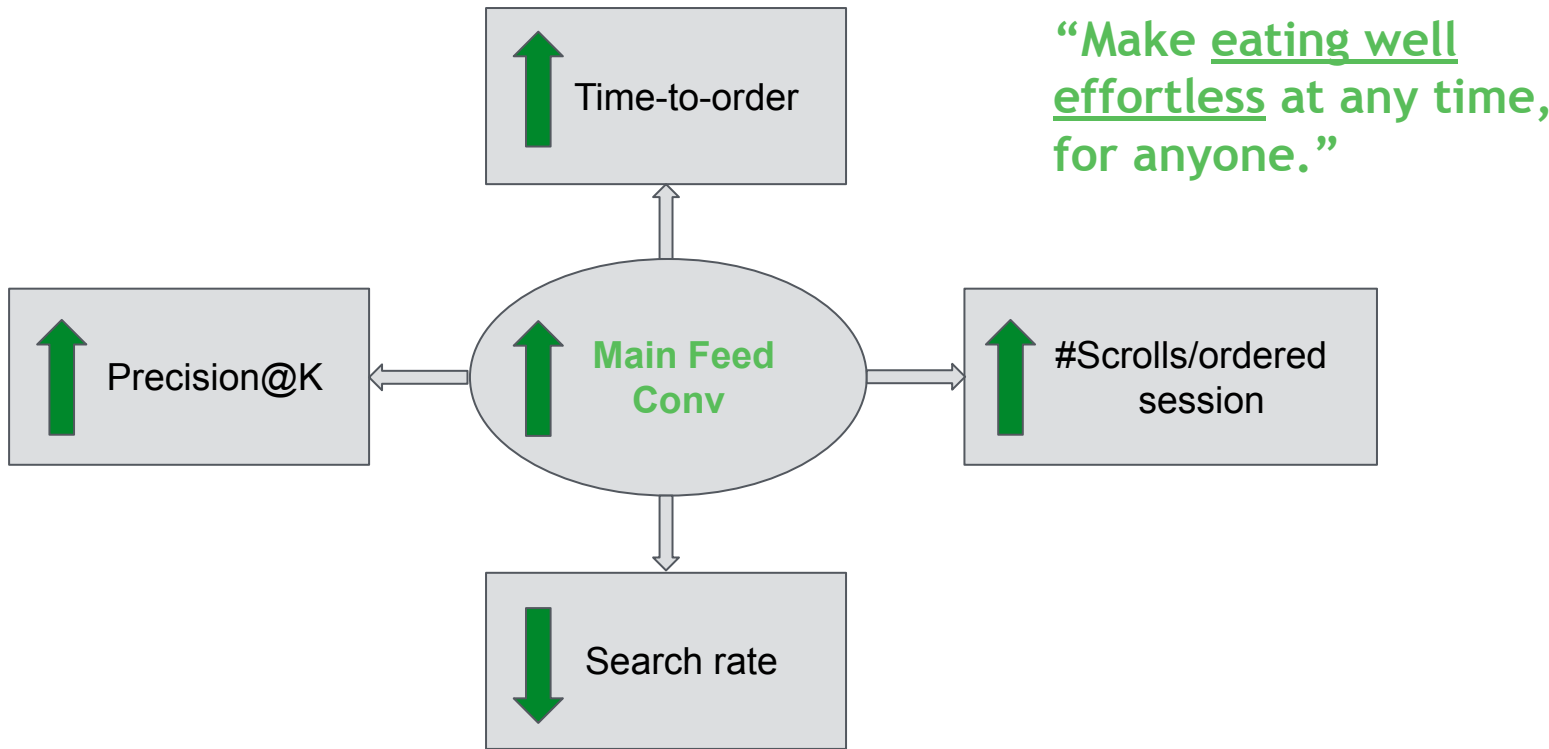 “Make eating well
effortless at any time,
for anyone.”
Time-to-order
Precision@K
Main Feed
Conv
#Scrolls/ordered
session
Search rate